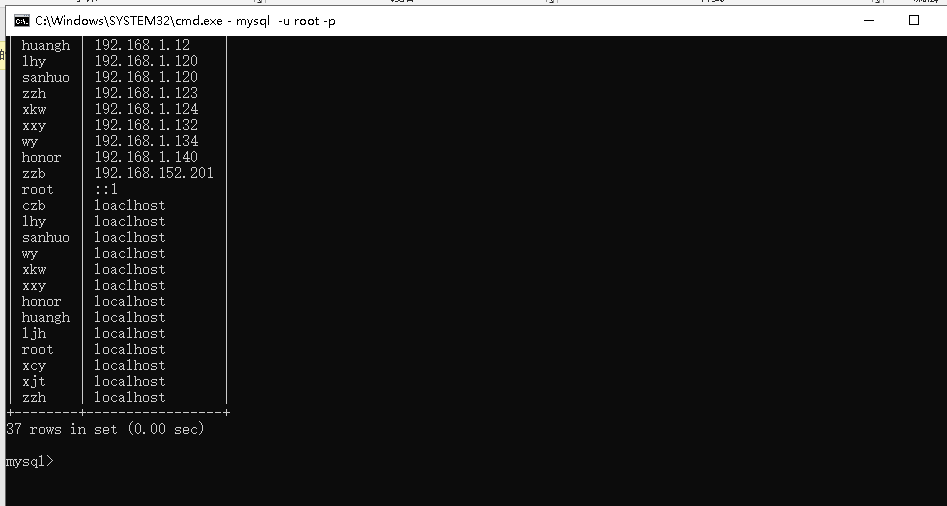 C:\Windows\SYSTEM32\cmd.exe - mysql  -u root -p
| huangh | 192.168.1.12    |
| lhy    | 192.168.1.120   |
| sanhuo | 192.168.1.120   |
| zzh    | 192.168.1.123   |
| xkw    | 192.168.1.124   |
| xxy    | 192.168.1.132   |
| wy     | 192.168.1.134   |
| honor  | 192.168.1.140   |
| zzb    | 192.168.152.201 |
| root   | ::1             |
| czb    | loaclhost       |
| lhy    | loaclhost       |
| sanhuo | loaclhost       |
| wy     | loaclhost       |
| xkw    | loaclhost       |
| xxy    | loaclhost       |
| honor  | localhost       |
| huangh | localhost       |
| ljh    | localhost       |
| root   | localhost       |
| xcy    | localhost       |
| xjt    | localhost       |
| zzh    | localhost       |
+--------+-----------------+
37 rows in set (0.00 sec)
mysql>